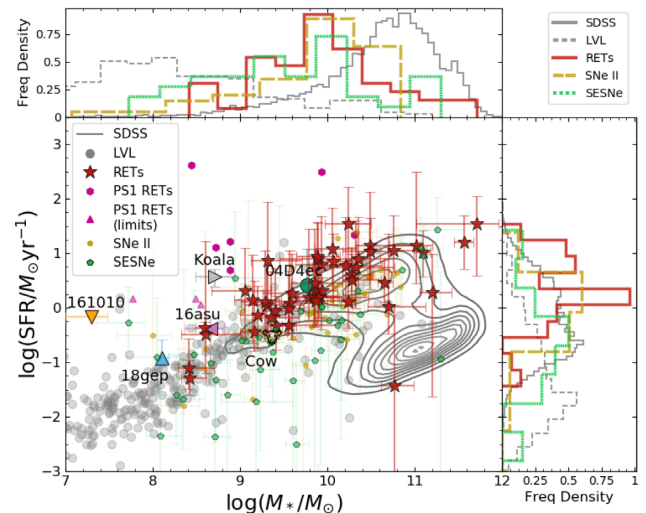 Freq Density
0.75
0.50
0.25
0
SDSS
LVL
RETs
SNe II
SESNe
log(SFR/M⊙yr⁻¹)
3
2
1
0
−1
−2
−3
SDSS
LVL
RETs
PS1 RETs
PS1 RETs
(limits)
SNe II
SESNe
Koala
04D4ec
161010
16asu
18gep
Cow
7
8
9
10
11
12
log(M*/M⊙)
0.25
0.5
0.75
1
Freq Density